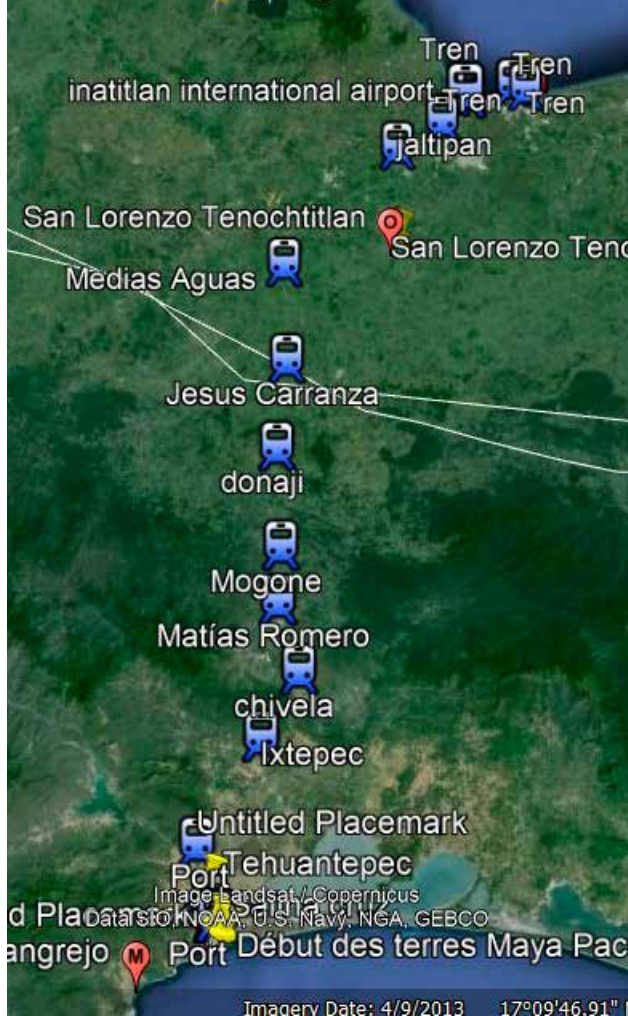 Tren
Tren
inatitlan international airport
Tren
Tren
jaltipan
San Lorenzo Tenochtitlan
O
San Lorenzo Teno
Medias Aguas
Jesus Carranza
donaji
Mogone
Matías Romero
chivela
Ixtepec
Untitled Placemark
Tehuantepec
Port
Image Landsat / Copernicus
d Placemark
Data SIO, NOAA, U.S. Navy, NGA, GEBCO
angrejo
M
Port
Début des terres Maya Pac
Imagery Date: 4/9/2013 17°09'46.91"